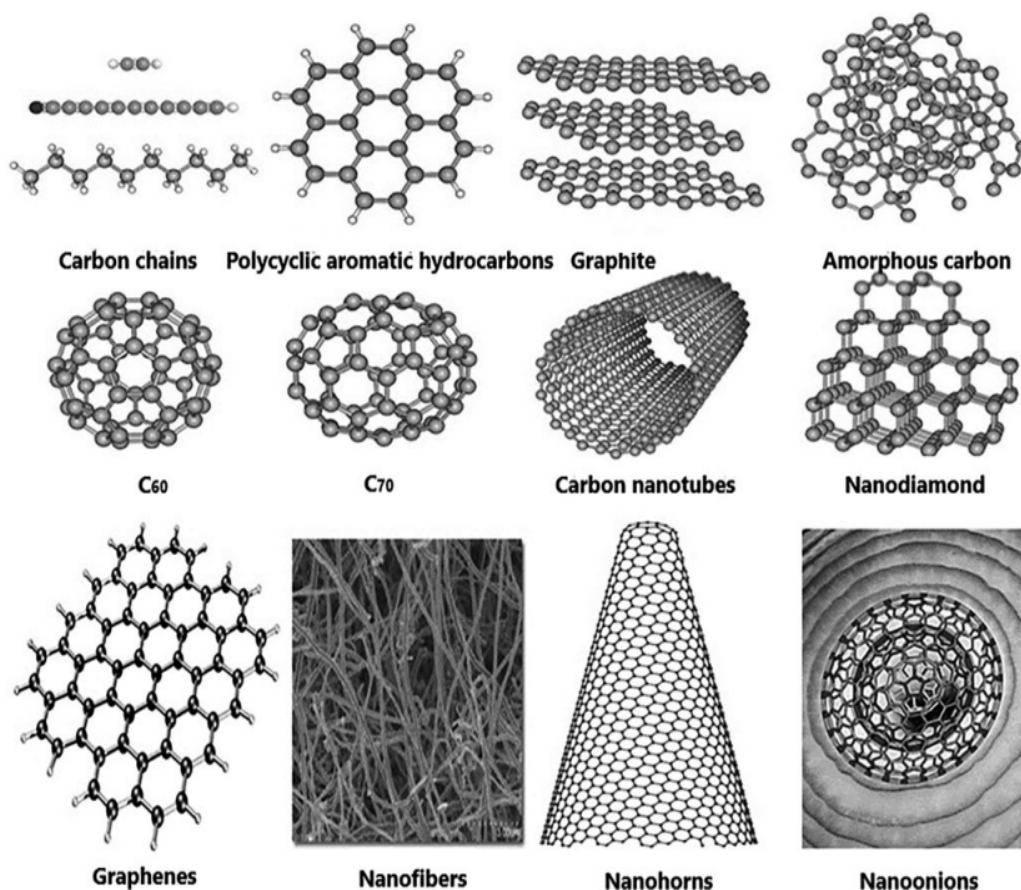 Carbon chains
Polycyclic aromatic hydrocarbons
Graphite
Amorphous carbon
C60
C70
Carbon nanotubes
Nanodiamond
Graphenes
Nanofibers
Nanohorns
Nanoonions